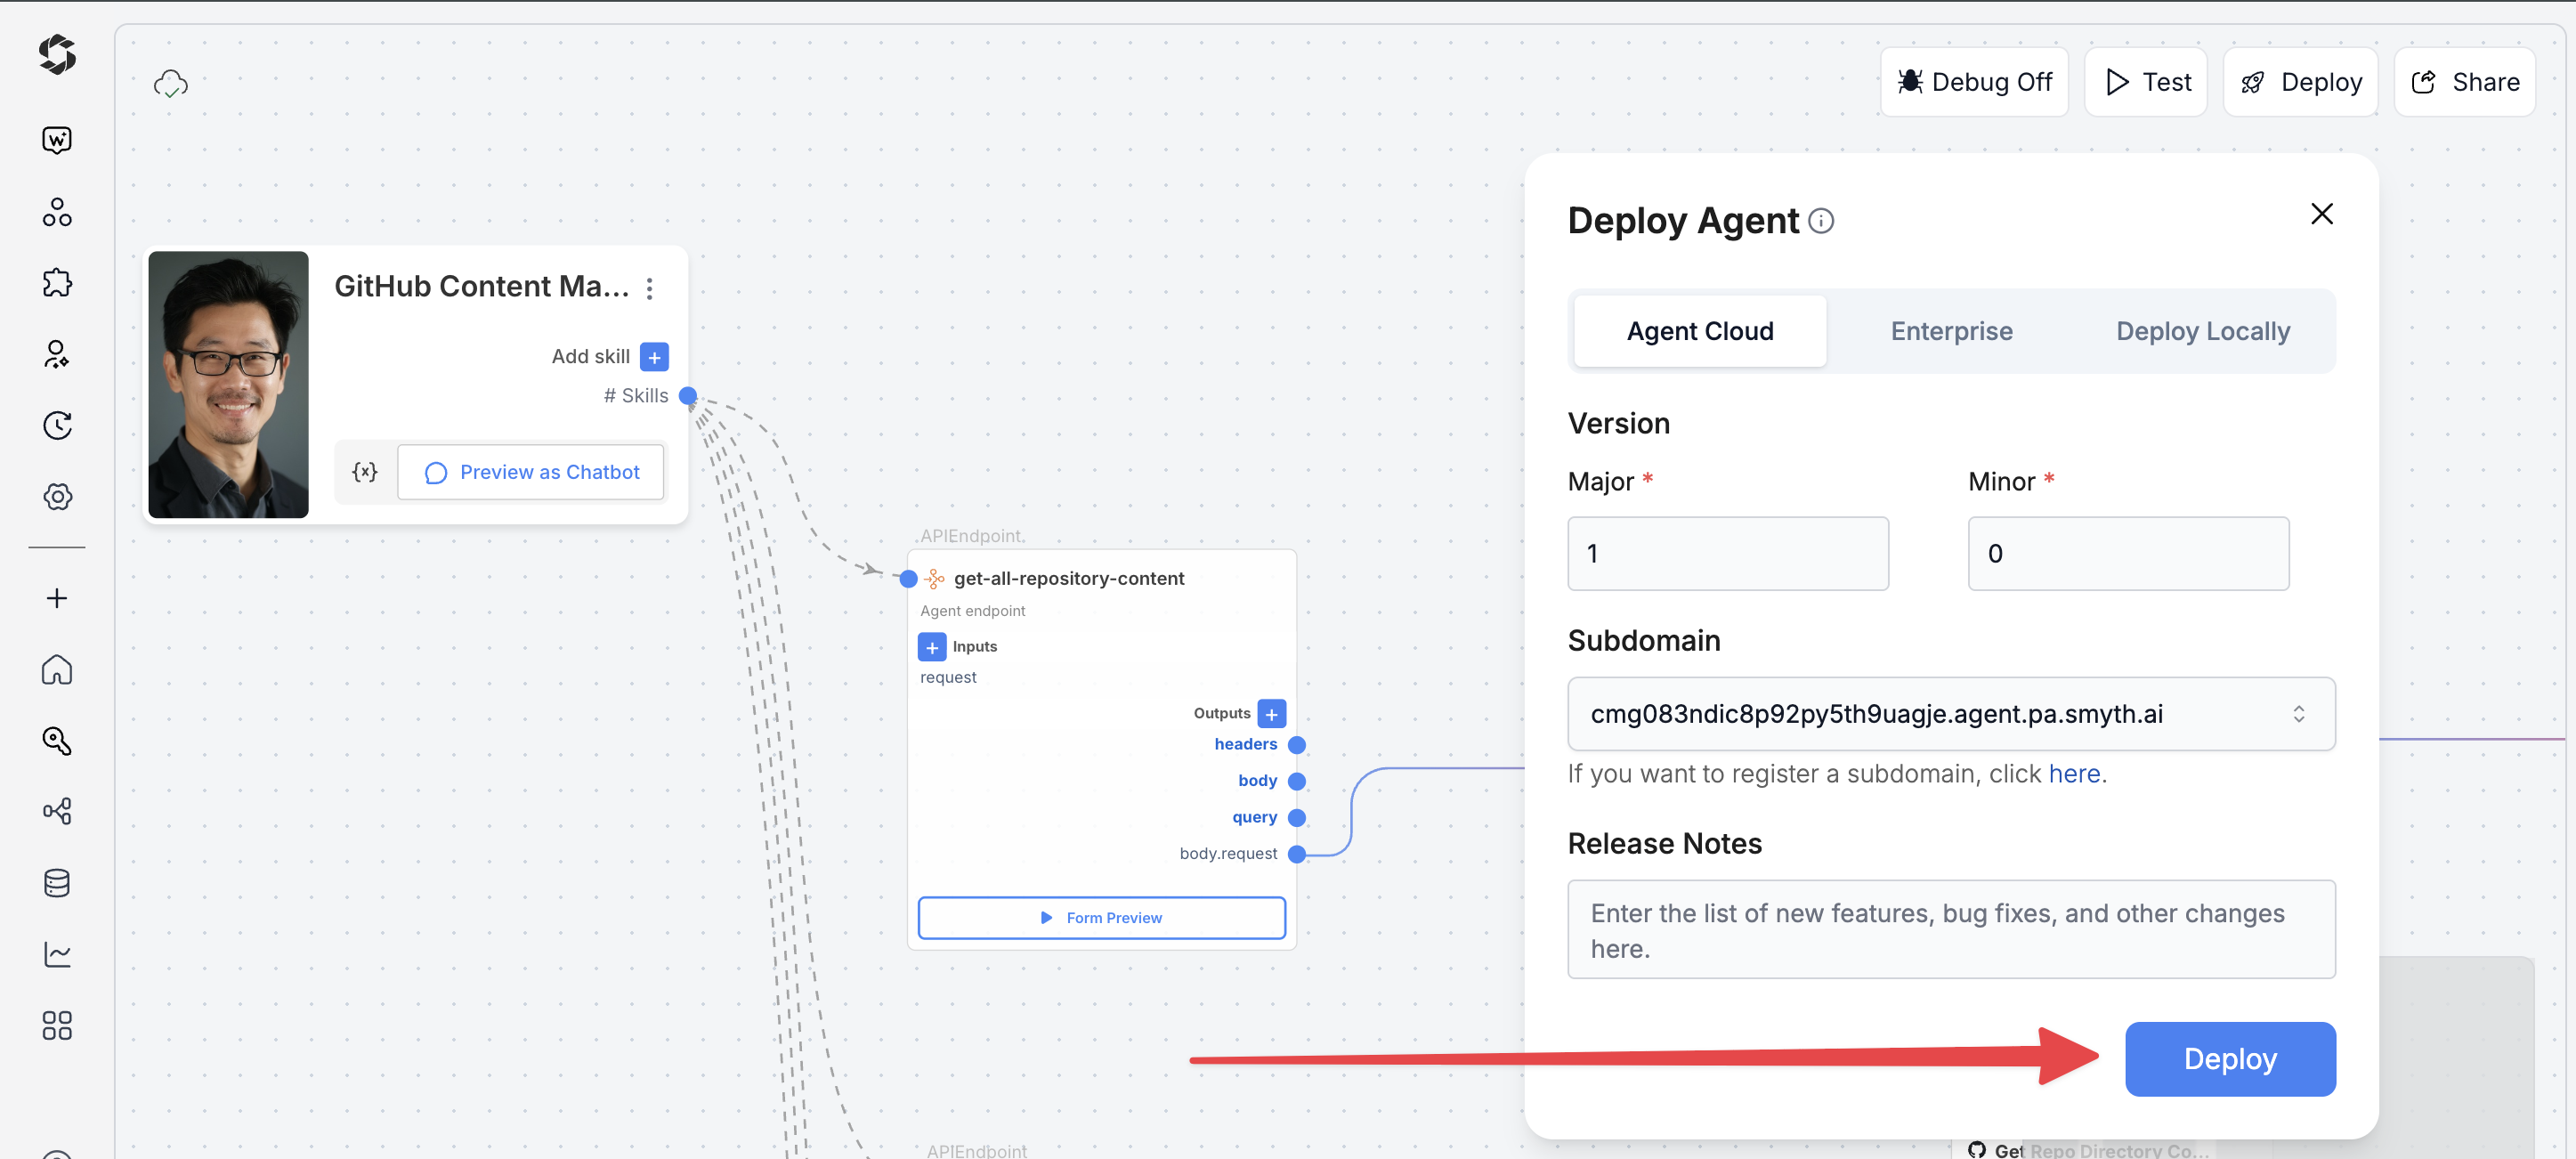 Debug Off
Test
Deploy
Share
GitHub Content Ma...
Add skill
# Skills
{x}
Preview as Chatbot
APIEndpoint
get-all-repository-content
Agent endpoint
Inputs
request
Outputs
headers
body
query
body.request
Form Preview
APIEndpoint
Deploy Agent
Agent Cloud
Enterprise
Deploy Locally
Version
Major *
Minor *
1
0
Subdomain
cmg083ndic8p92py5th9uagje.agent.pa.smyth.ai
If you want to register a subdomain, click here.
Release Notes
Enter the list of new features, bug fixes, and other changes
here.
Deploy
Get Repo Directory Co...